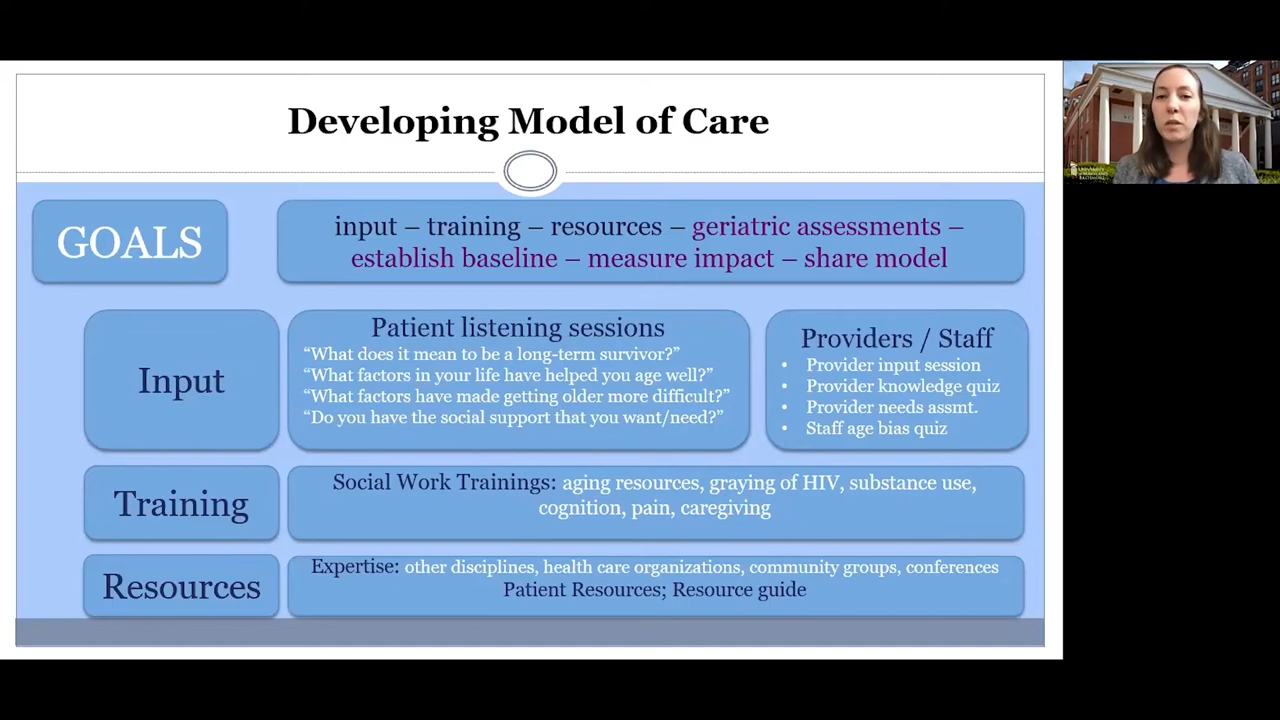 Developing Model of Care
GOALS
input – training – resources – geriatric assessments –
establish baseline – measure impact – share model
Input
Patient listening sessions
“What does it mean to be a long-term survivor?”
“What factors in your life have helped you age well?”
“What factors have made getting older more difficult?”
“Do you have the social support that you want/need?”
Providers / Staff
• Provider input session
• Provider knowledge quiz
• Provider needs assmt.
• Staff age bias quiz
Training
Social Work Trainings: aging resources, graying of HIV, substance use,
cognition, pain, caregiving
Resources
Expertise: other disciplines, health care organizations, community groups, conferences
Patient Resources; Resource guide